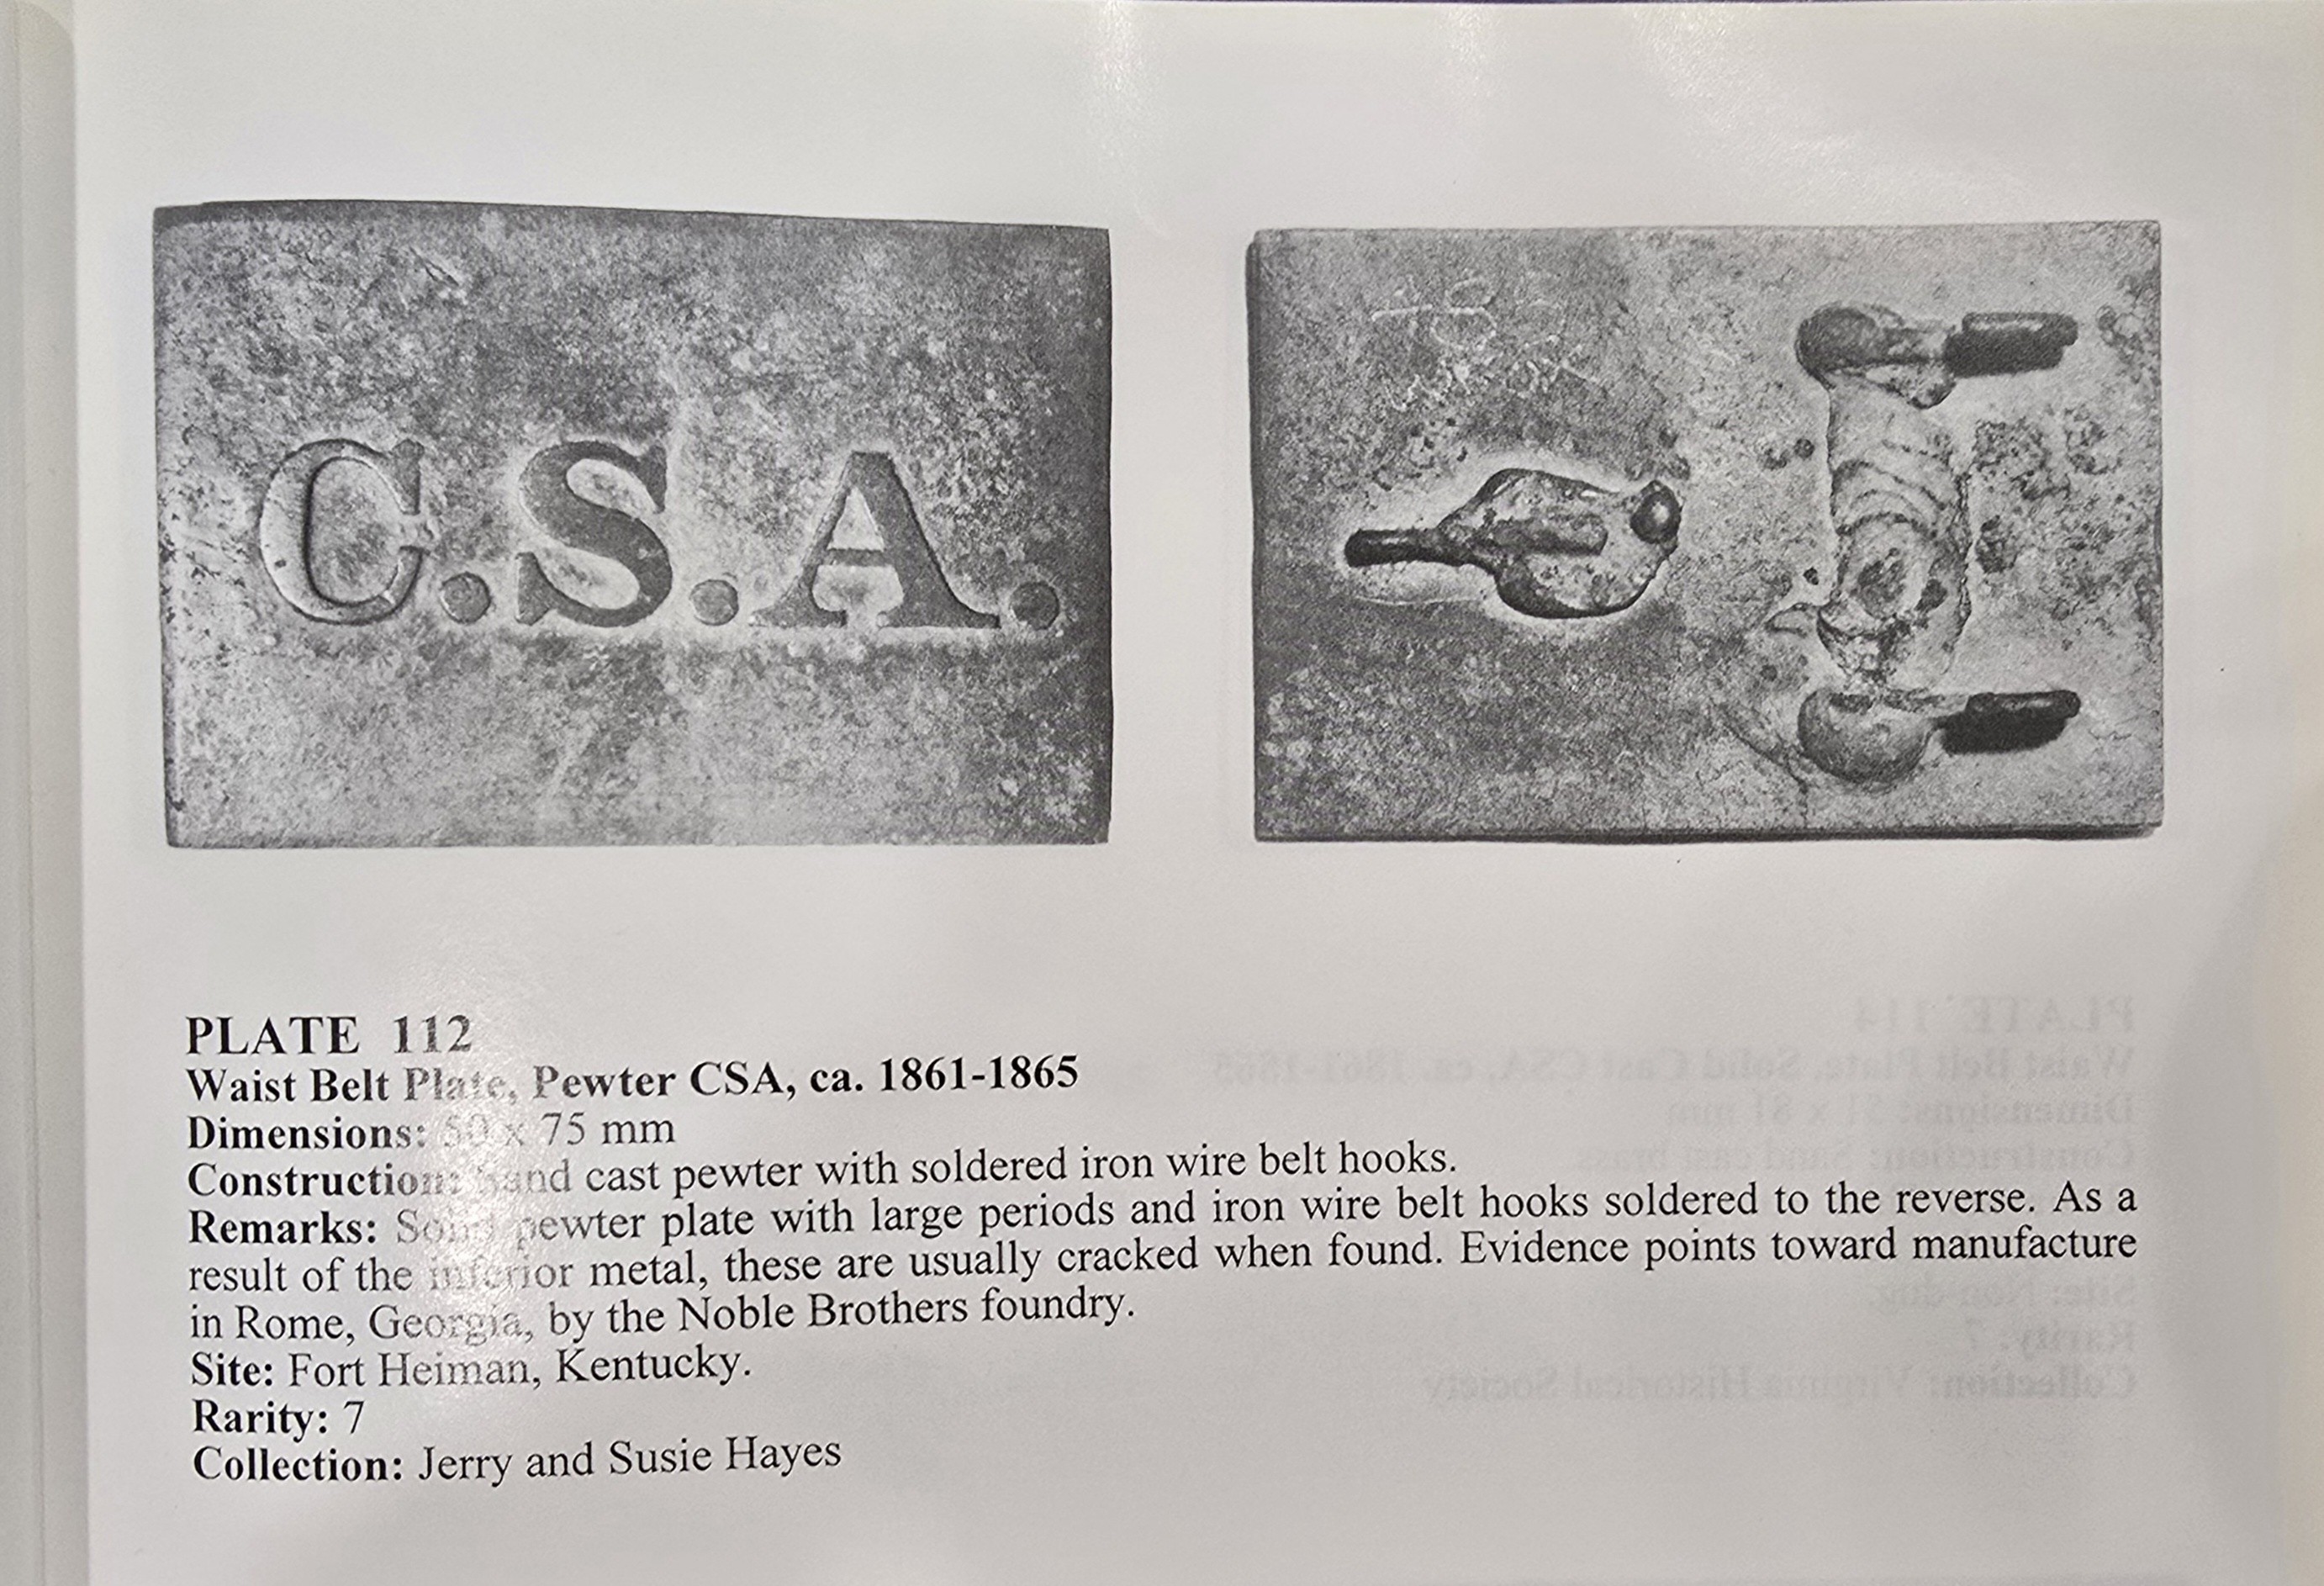 C.S.A.
PLATE 112
Waist Belt Plate, Pewter CSA, ca. 1861-1865
Dimensions: 50 x 75 mm
Construction: Sand cast pewter with soldered iron wire belt hooks.
Remarks: Solid pewter plate with large periods and iron wire belt hooks soldered to the reverse. As a
result of the inferior metal, these are usually cracked when found. Evidence points toward manufacture
in Rome, Georgia, by the Noble Brothers foundry.
Site: Fort Heiman, Kentucky.
Rarity: 7
Collection: Jerry and Susie Hayes